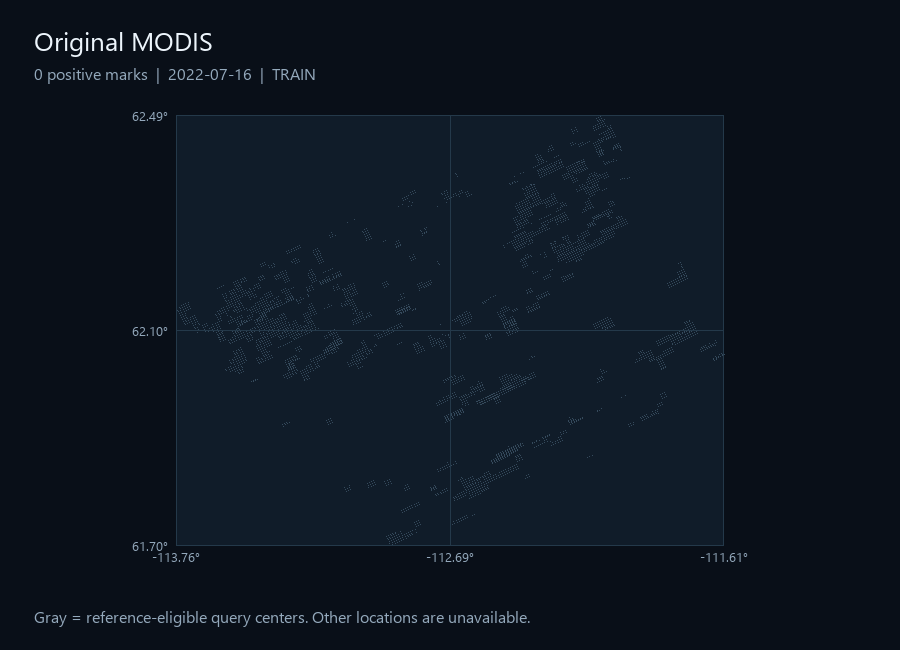 Original MODIS
0 positive marks | 2022-07-16 | TRAIN
62.49°
62.10°
61.70°
-113.76°
-112.69°
-111.61°
Gray = reference-eligible query centers. Other locations are unavailable.